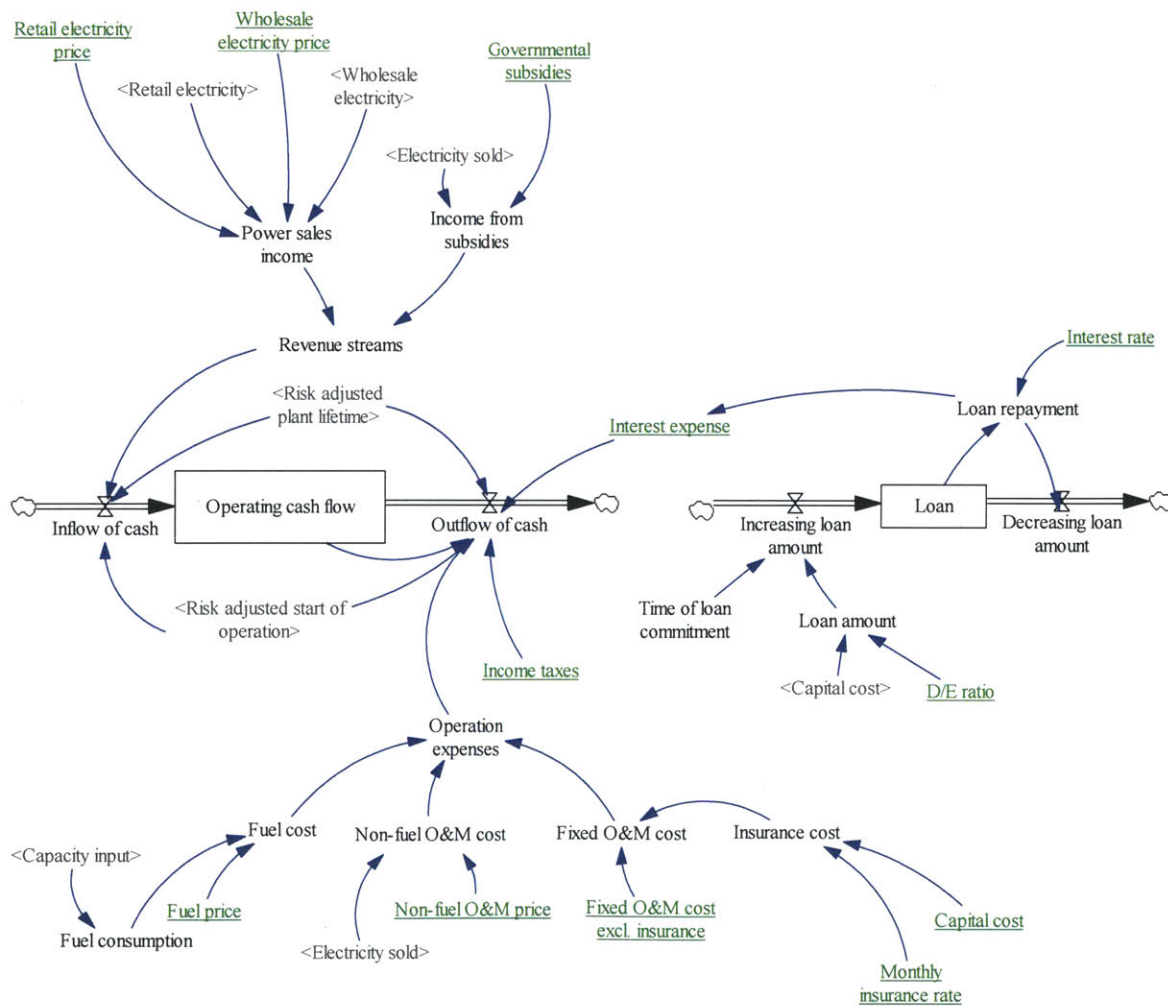 Retail electricity
price
Wholesale
electricity price
Governmental
subsidies
<Retail electricity>
<Wholesale
electricity>
<Electricity sold>
Power sales
income
Income from
subsidies
Revenue streams
Interest rate
<Risk adjusted
plant lifetime>
Interest expense
Loan repayment
Inflow of cash
Operating cash flow
Outflow of cash
Increasing loan
amount
Loan
Decreasing loan
amount
<Risk adjusted start of
operation>
Time of loan
commitment
Loan amount
Income taxes
<Capital cost>
D/E ratio
Operation
expenses
Fuel cost
Non-fuel O&M cost
Fixed O&M cost
Insurance cost
<Capacity input>
Fuel price
Non-fuel O&M price
Fixed O&M cost
excl. insurance
Capital cost
Fuel consumption
<Electricity sold>
Monthly
insurance rate